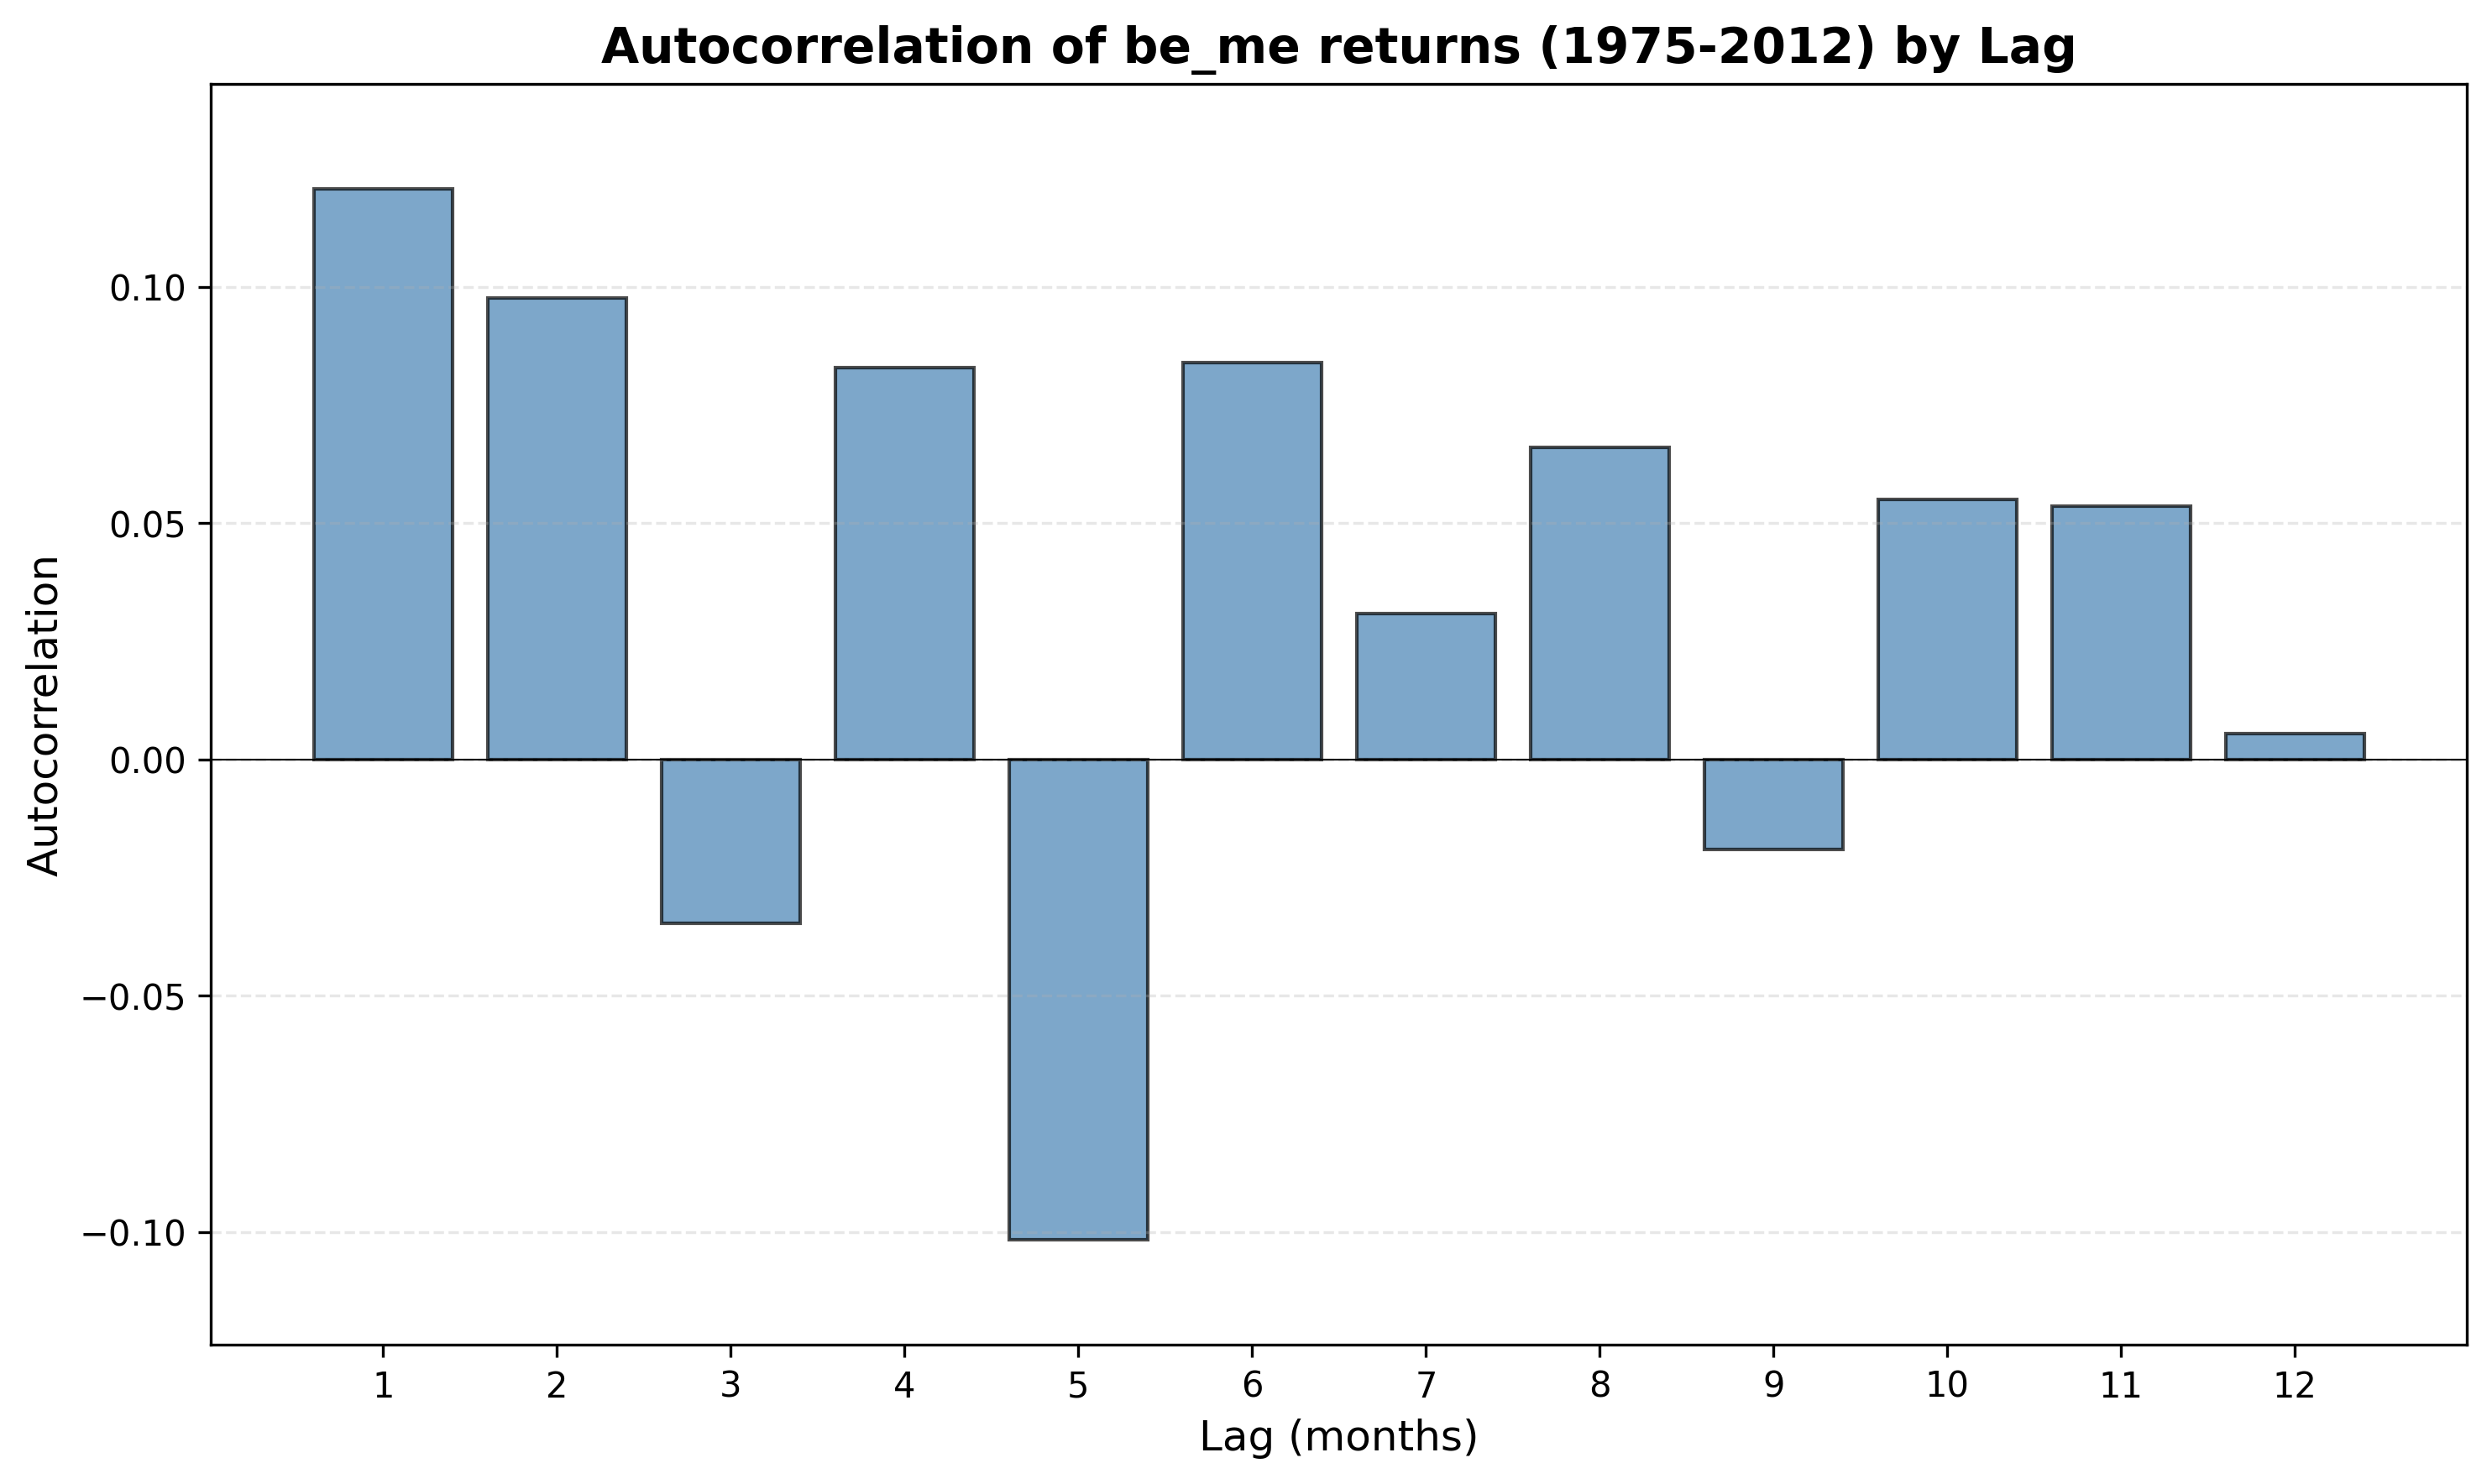 Autocorrelation of be_me returns (1975-2012) by Lag
0.10
0.05
0.00
−0.05
−0.10
Autocorrelation
1 2 3 4 5 6 7 8 9 10 11 12
Lag (months)